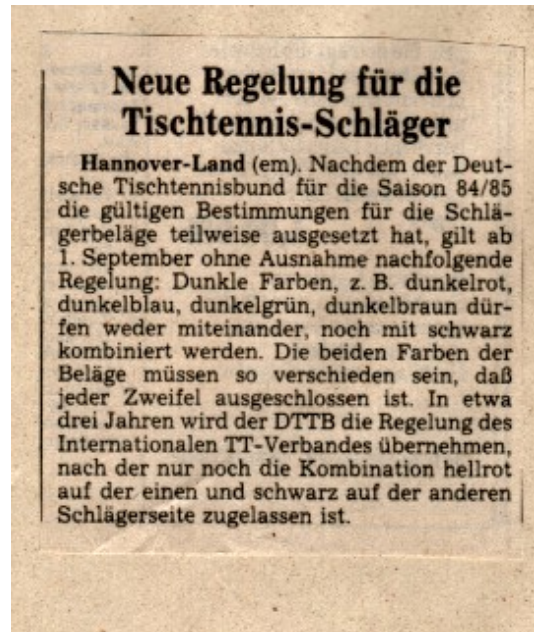 Neue Regelung für die
Tischtennis-Schläger
Hannover-Land (em). Nachdem der Deut-
sche Tischtennisbund für die Saison 84/85
die gültigen Bestimmungen für die Schlä-
gerbeläge teilweise ausgesetzt hat, gilt ab
1. September ohne Ausnahme nachfolgende
Regelung: Dunkle Farben, z. B. dunkelrot,
dunkelblau, dunkelgrün, dunkelbraun dür-
fen weder miteinander, noch mit schwarz
kombiniert werden. Die beiden Farben der
Beläge müssen so verschieden sein, daß
jeder Zweifel ausgeschlossen ist. In etwa
drei Jahren wird der DTTB die Regelung des
Internationalen TT-Verbandes übernehmen,
nach der nur noch die Kombination hellrot
auf der einen und schwarz auf der anderen
Schlägerseite zugelassen ist.